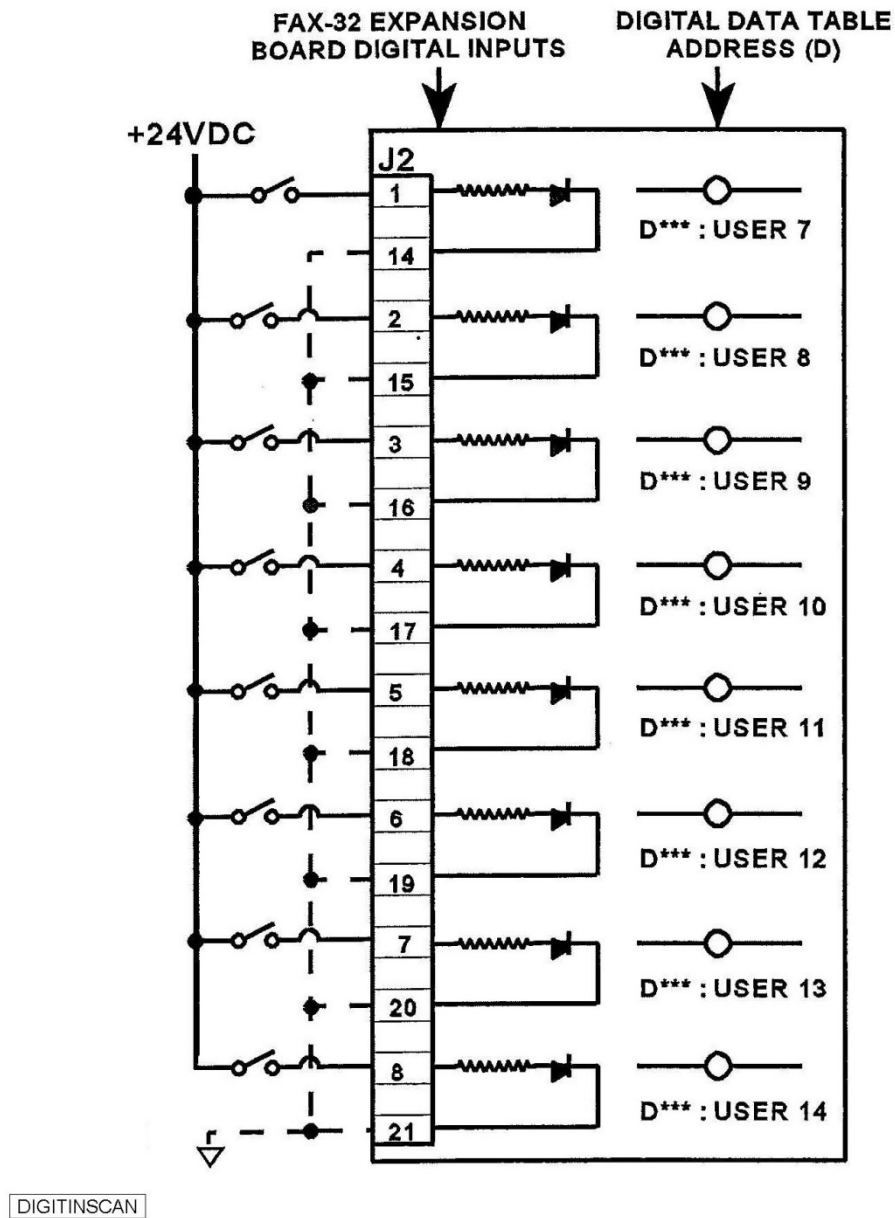 FAX-32 EXPANSION
BOARD DIGITAL INPUTS
DIGITAL DATA TABLE
ADDRESS (D)
+24VDC
J2
1
D*** : USER 7
14
2
D*** : USER 8
15
3
D*** : USER 9
16
4
D*** : USER 10
17
5
D*** : USER 11
18
6
D*** : USER 12
19
7
D*** : USER 13
20
8
D*** : USER 14
21
DIGITINSCAN